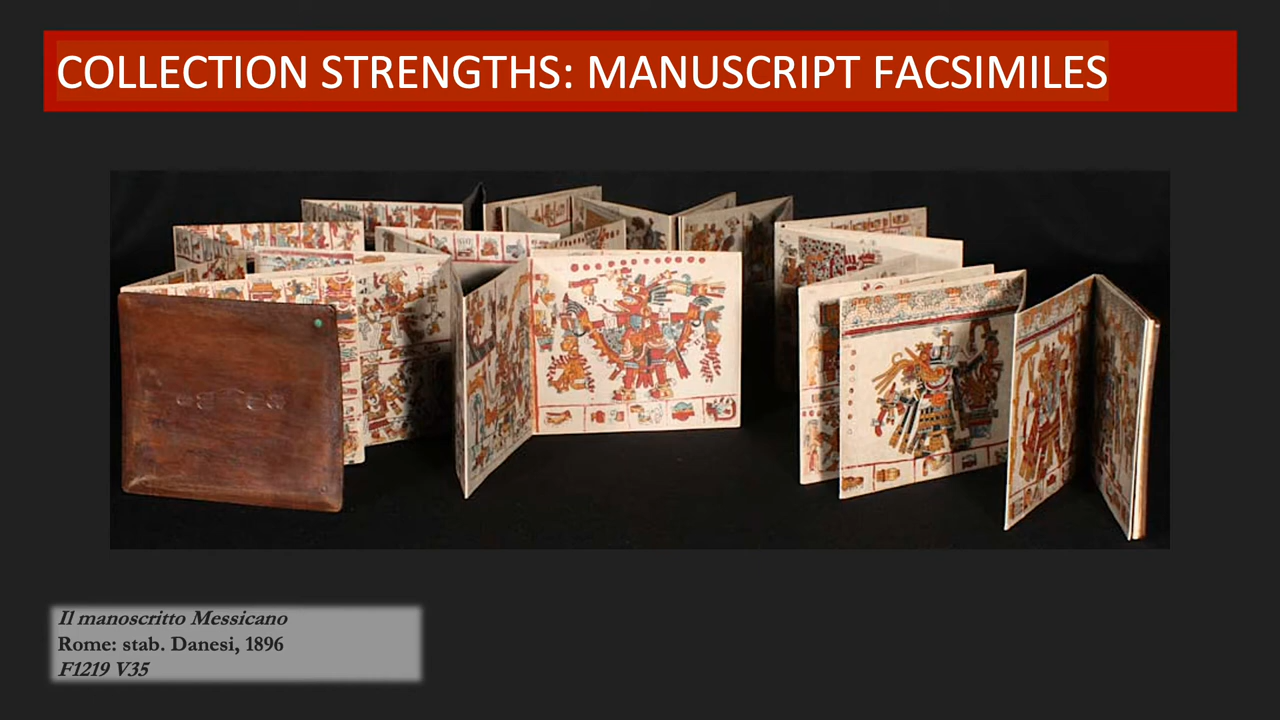 COLLECTION STRENGTHS: MANUSCRIPT FACSIMILES
Il manoscritto Messicano
Rome: stab. Danesi, 1896
F1219 V35